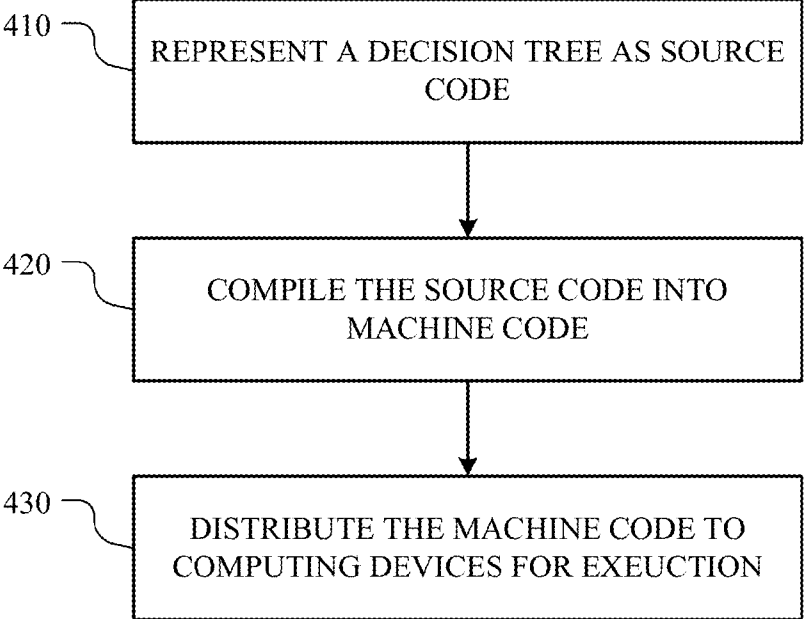 410
REPRESENT A DECISION TREE AS SOURCE
CODE
420
COMPILE THE SOURCE CODE INTO
MACHINE CODE
430
DISTRIBUTE THE MACHINE CODE TO
COMPUTING DEVICES FOR EXEUCTION